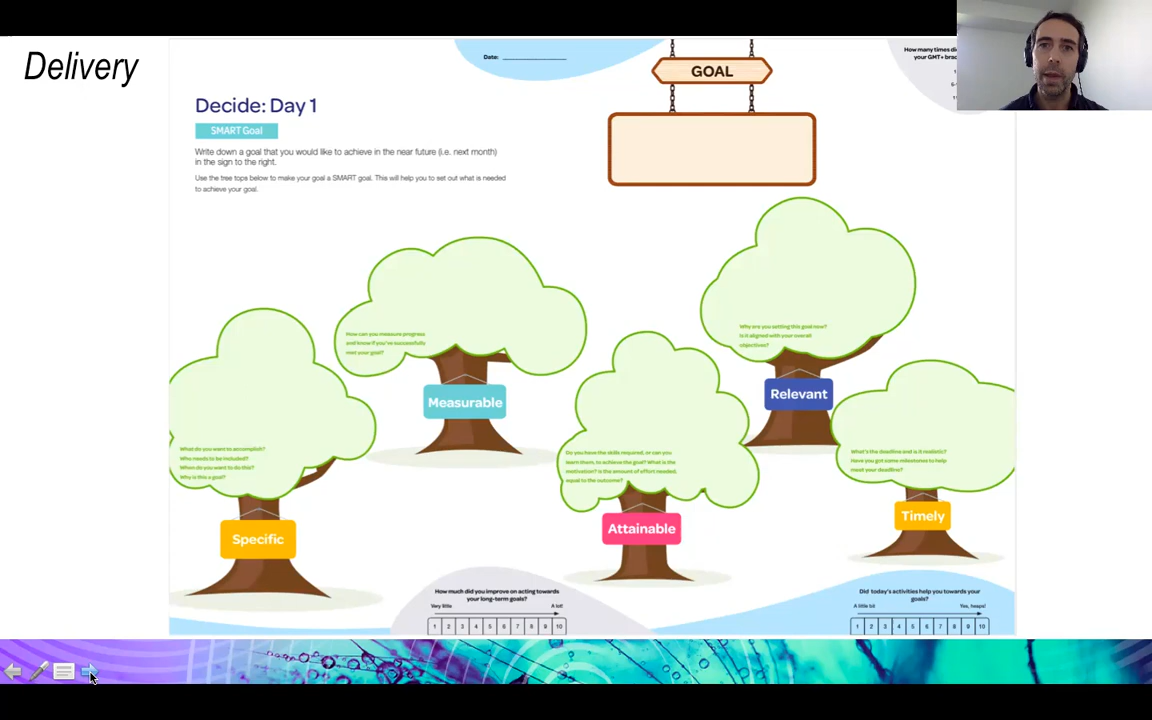 Delivery
Date:
How many times di
your GMT+ brac
GOAL
Decide: Day 1
SMART Goal
Write down a goal that you would like to achieve in the near future (i.e. next month)
in the sign to the right.
Use the tree tops below to make your goal a SMART goal. This will help you to set out what is needed
to achieve your goal.
How can you measure progress
and know if you've successfully
met your goal?
Measurable
Why are you setting this goal now?
Is it aligned with your overall
objectives?
Relevant
What do you want to accomplish?
Who needs to be included?
When do you want to do this?
Why is this a goal?
Specific
Do you have the skills required, or can you
learn them, to achieve the goal? What is the
motivation? Is the amount of effort needed
equal to the outcome?
Attainable
What's the deadline and is it realistic?
Have you got some milestones to help
meet your deadline?
Timely
How much did you improve on acting towards
your long-term goals?
Very little A lot!
1 2 3 4 5 6 7 8 9 10
Did today's activities help you towards your
goals?
A little bit Yes, heaps!
1 2 3 4 5 6 7 8 9 10